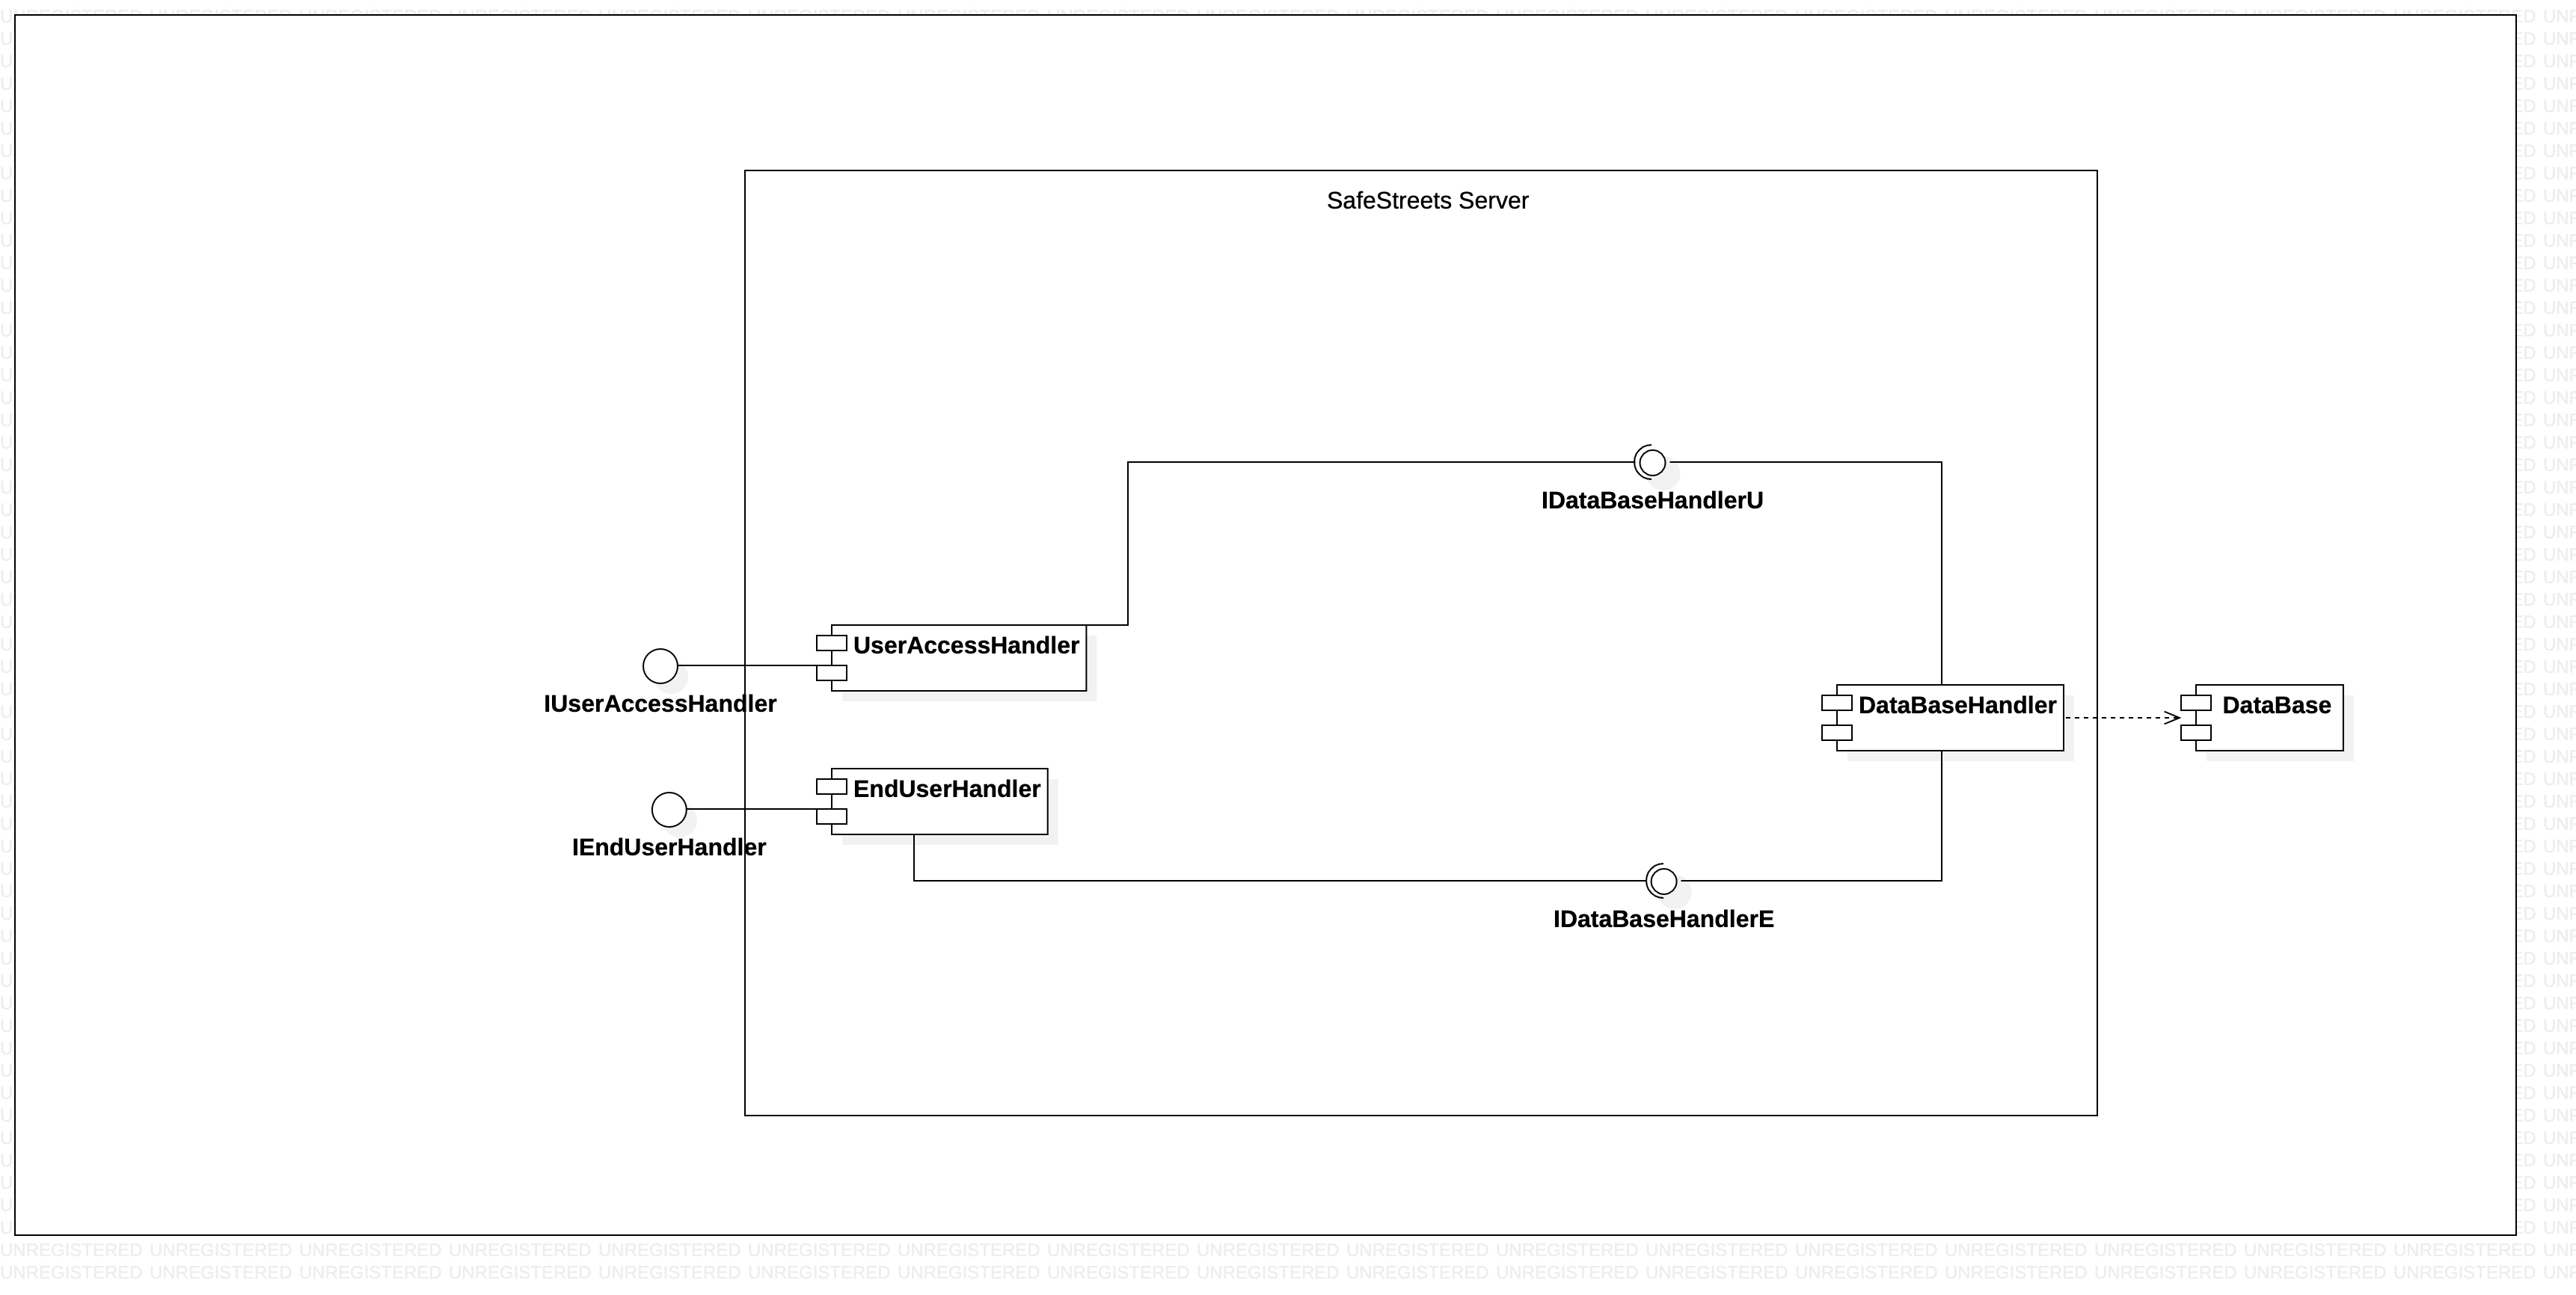 SafeStreets Server
IDataBaseHandlerU
UserAccessHandler
IUserAccessHandler
DataBaseHandler
DataBase
EndUserHandler
IEndUserHandler
IDataBaseHandlerE
UNREGISTERED UNREGISTERED UNREGISTERED UNREGISTERED UNREGISTERED UNREGISTERED UNREGISTERED UNREGISTERED UNREGISTERED UNREGISTERED UNREGISTERED UNREGISTERED UNREGISTERED UNREGISTERED UNREGISTERED UNREGISTERED UNREGISTERED
UNREGISTERED UNREGISTERED UNREGISTERED UNREGISTERED UNREGISTERED UNREGISTERED UNREGISTERED UNREGISTERED UNREGISTERED UNREGISTERED UNREGISTERED UNREGISTERED UNREGISTERED UNREGISTERED UNREGISTERED UNREGISTERED UNREGISTERED